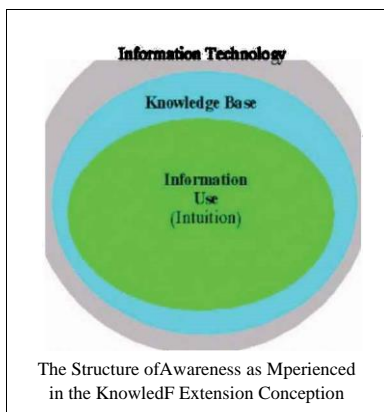 Information Technology
Knowledge Base
Information
Use
(Intuition)
The Structure ofAwareness as Mperienced
in the KnowledF Extension Conception